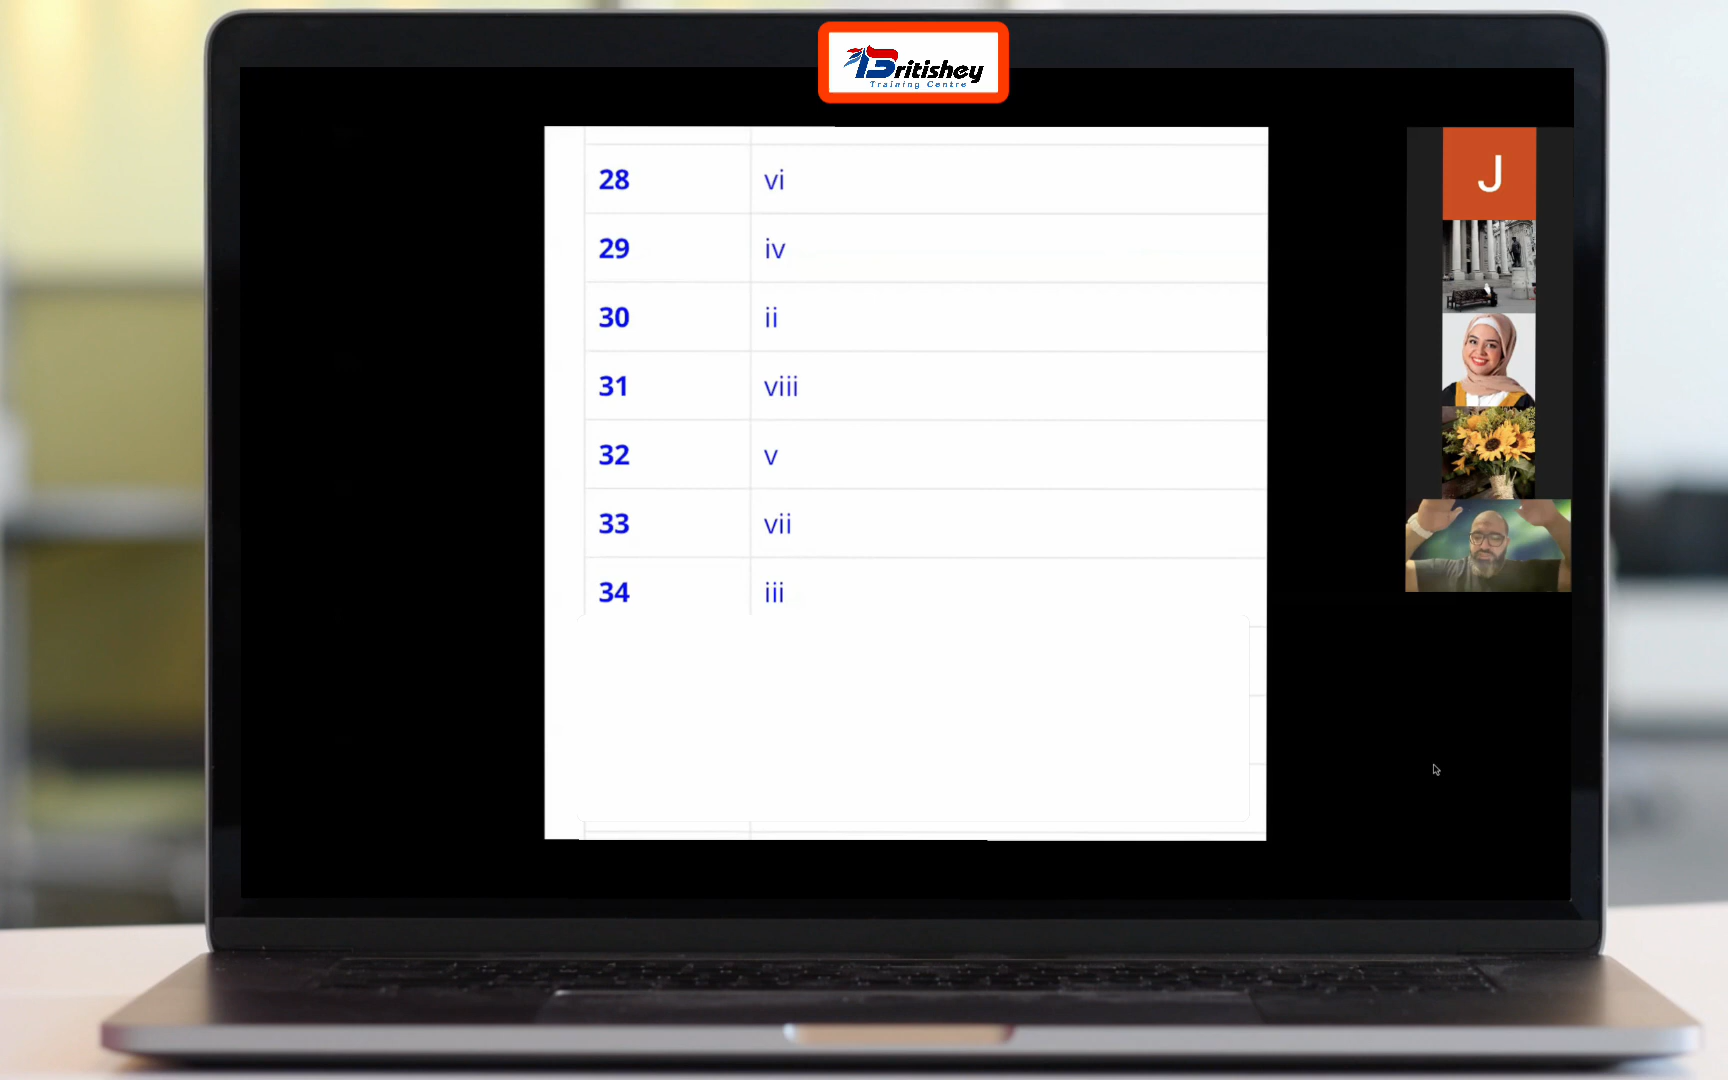 Britishey
Training Centre
28 vi
29 iv
30 ii
31 viii
32 v
33 vii
34 iii
J